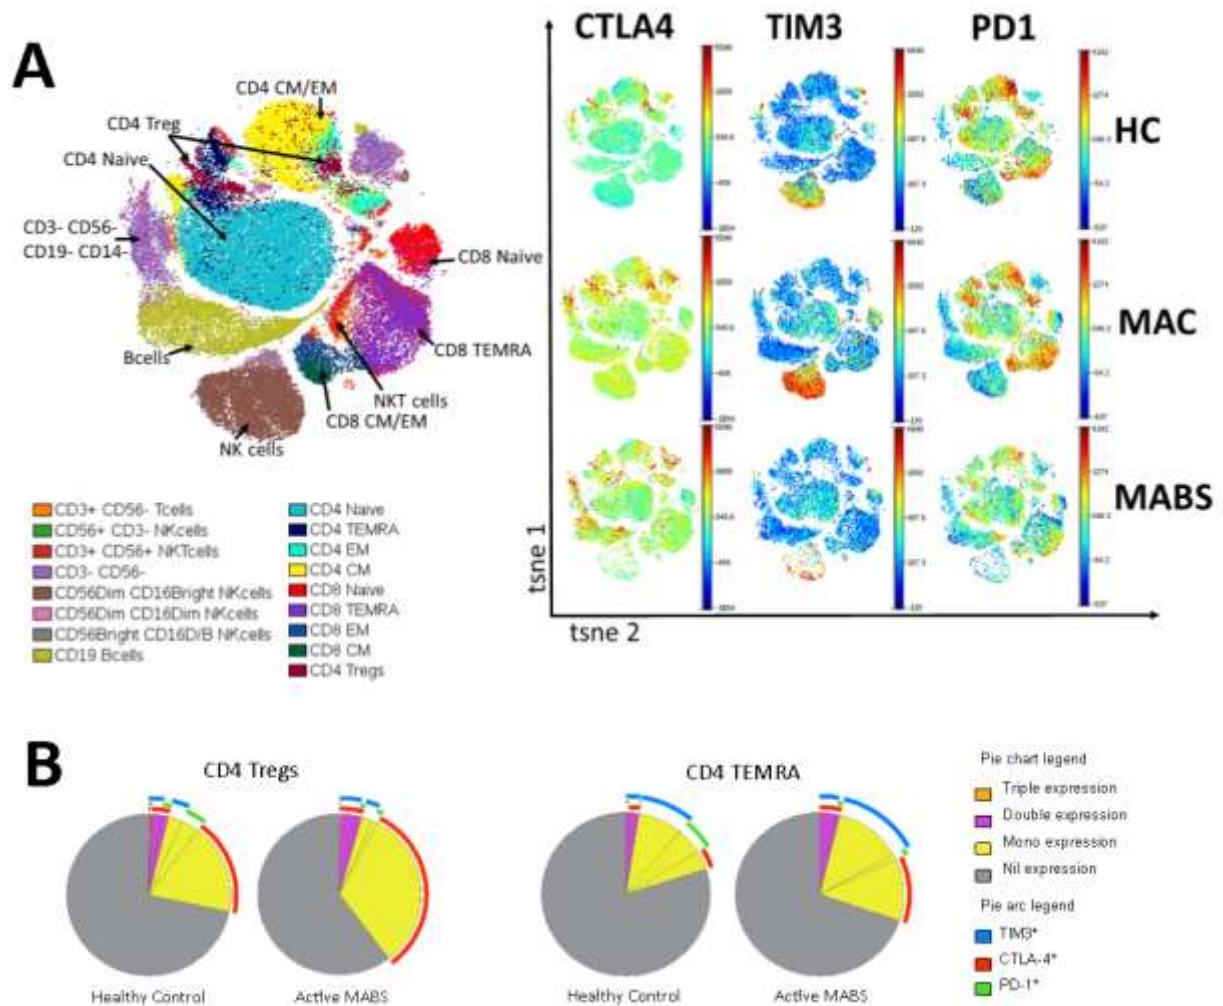 A
CTLA4
TIM3
PD1
CD4 CM/EM
CD4 Treg
CD4 Naive
CD3- CD56-
CD19- CD14-
CD8 Naive
Bcells
CD8 TEMRA
NKT cells
CD8 CM/EM
NK cells
HC
MAC
MABS
tsne 1
tsne 2
CD3+ CD56- Tcells
CD56+ CD3- NKcells
CD3+ CD56+ NKTcells
CD3- CD56-
CD56Dim CD16Bright NKcells
CD56Dim CD16Dim NKcells
CD56Bright CD16D/B NKcells
CD19 Bcells
CD4 Naive
CD4 TEMRA
CD4 EM
CD4 CM
CD8 Naive
CD8 TEMRA
CD8 EM
CD8 CM
CD4 Tregs
B
CD4 Tregs
CD4 TEMRA
Healthy Control
Active MABS
Healthy Control
Active MABS
Pie chart legend
Triple expression
Double expression
Mono expression
Nil expression
Pie arc legend
TIM3+
CTLA-4+
PD-1+